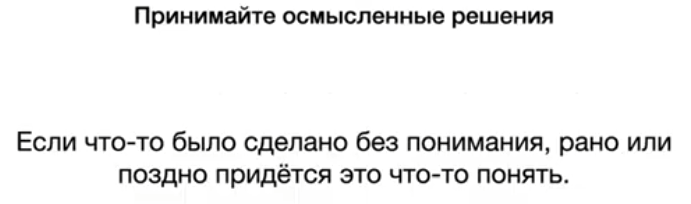 Принимайте осмысленные решения
Если что-то было сделано без понимания, рано или
поздно придётся это что-то понять.